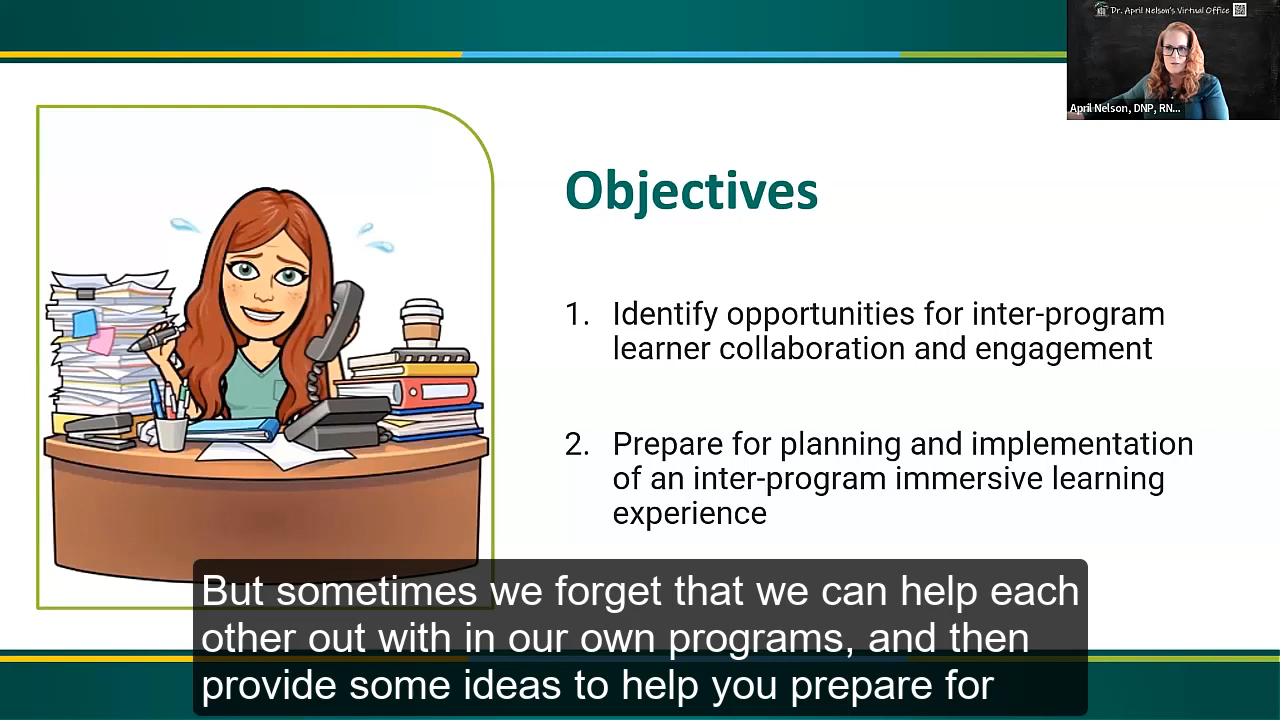 Dr. April Nelson's Virtual Office
April Nelson, DNP, RN...
Objectives
1. Identify opportunities for inter-program
learner collaboration and engagement
2. Prepare for planning and implementation
of an inter-program immersive learning
experience
But sometimes we forget that we can help each
other out with in our own programs, and then
provide some ideas to help you prepare for